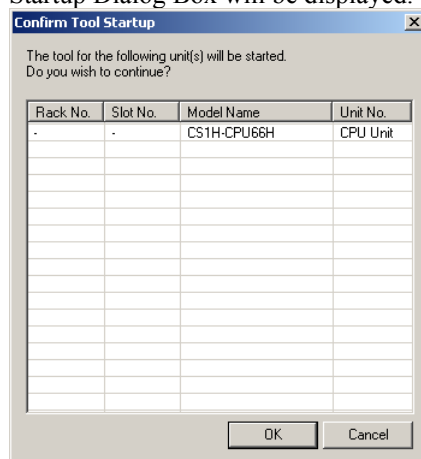 Startup Dialog Box will be displayed.
Confirm Tool Startup
The tool for the following unit(s) will be started.
Do you wish to continue?
Rack No. Slot No. Model Name Unit No.
- - CS1H-CPU66H CPU Unit
OK Cancel